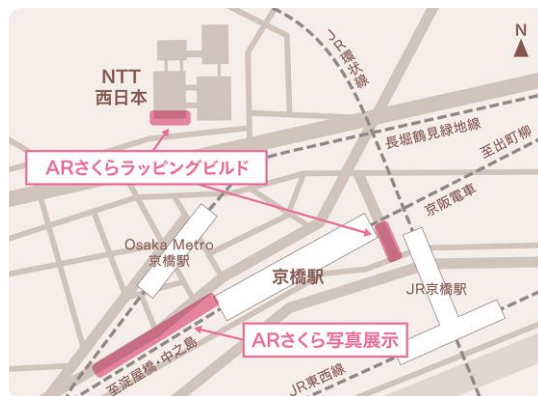 N
JR環状線
NTT
西日本
長堀鶴見緑地線
至出町柳
ARさくらラッピングビルド
京阪電車
Osaka Metro
京橋駅
京橋駅
JR京橋駅
ARさくら写真展示
至淀屋橋・中之島
JR東西線